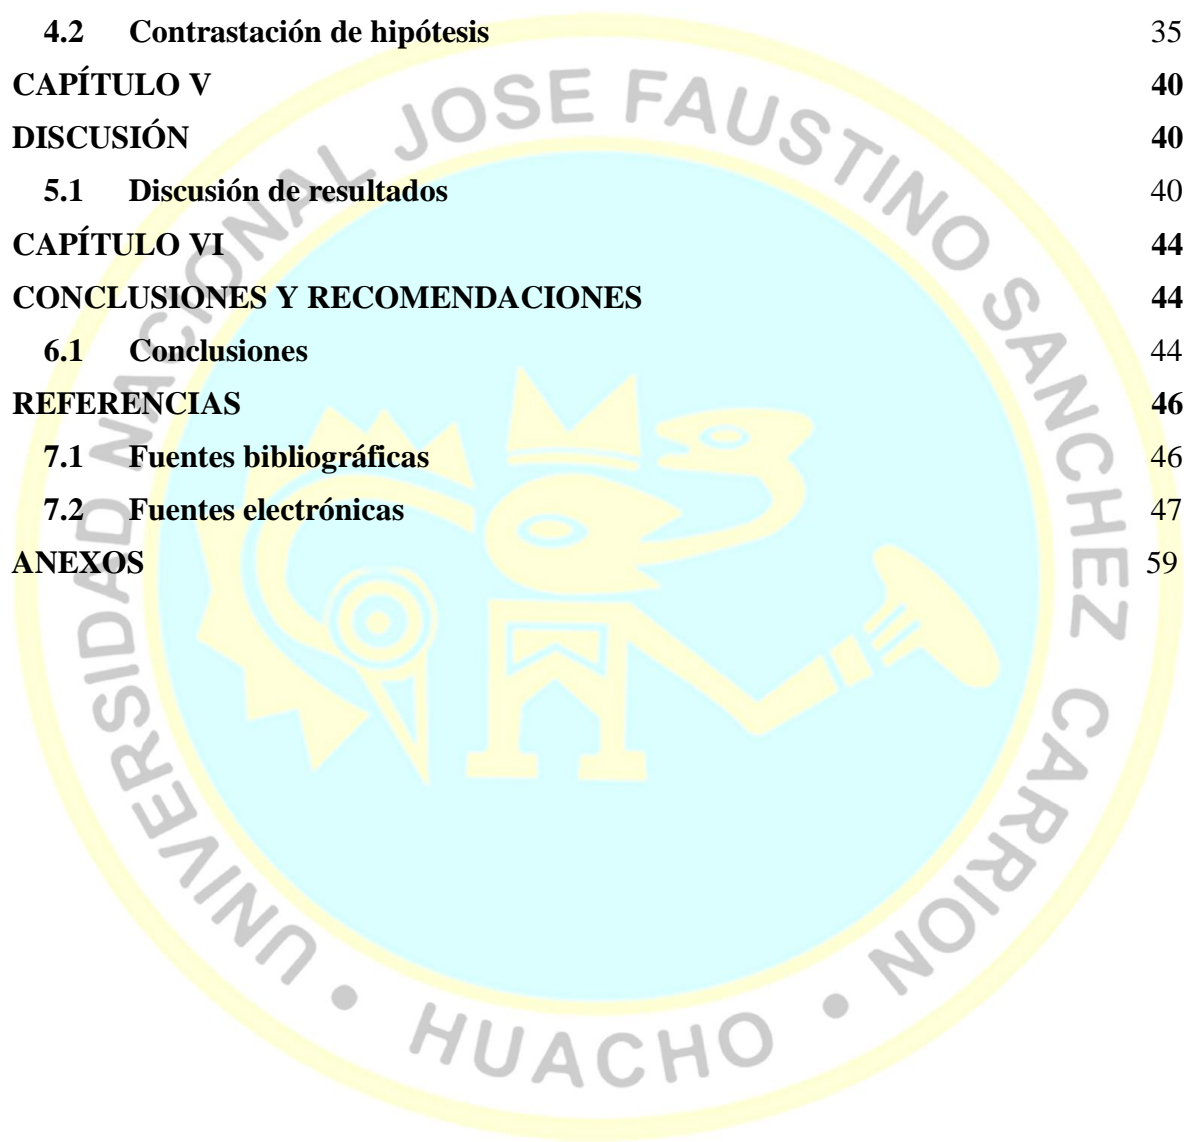 4.2 Contrastación de hipótesis 35
CAPÍTULO V 40
DISCUSIÓN 40
5.1 Discusión de resultados 40
CAPÍTULO VI 44
CONCLUSIONES Y RECOMENDACIONES 44
6.1 Conclusiones 44
REFERENCIAS 46
7.1 Fuentes bibliográficas 46
7.2 Fuentes electrónicas 47
ANEXOS 59
UNIVERSIDAD NACIONAL JOSE FAUSTINO SANCHEZ CARRION • HUACHO •